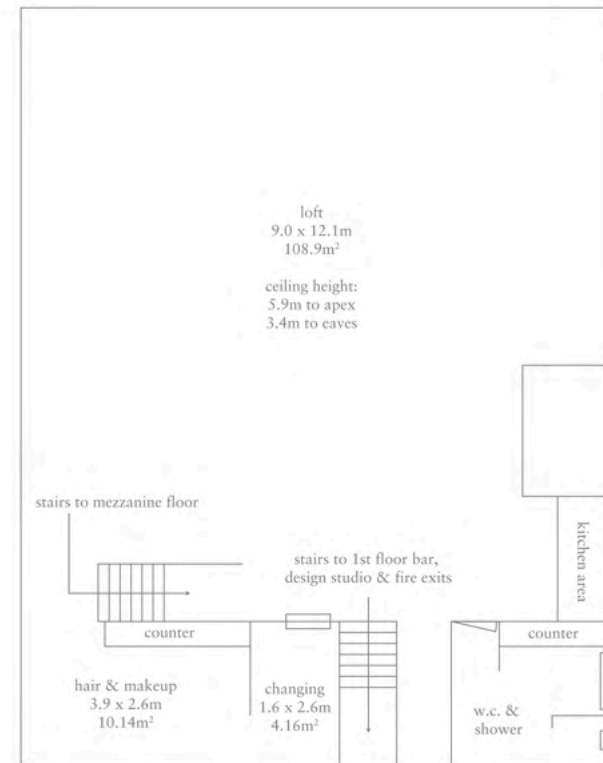 loft
9.0 x 12.1m
108.9m²
ceiling height:
5.9m to apex
3.4m to eaves
stairs to mezzanine floor
stairs to 1st floor bar,
design studio & fire exits
kitchen area
counter
counter
hair & makeup
3.9 x 2.6m
10.14m²
changing
1.6 x 2.6m
4.16m²
w.c. &
shower